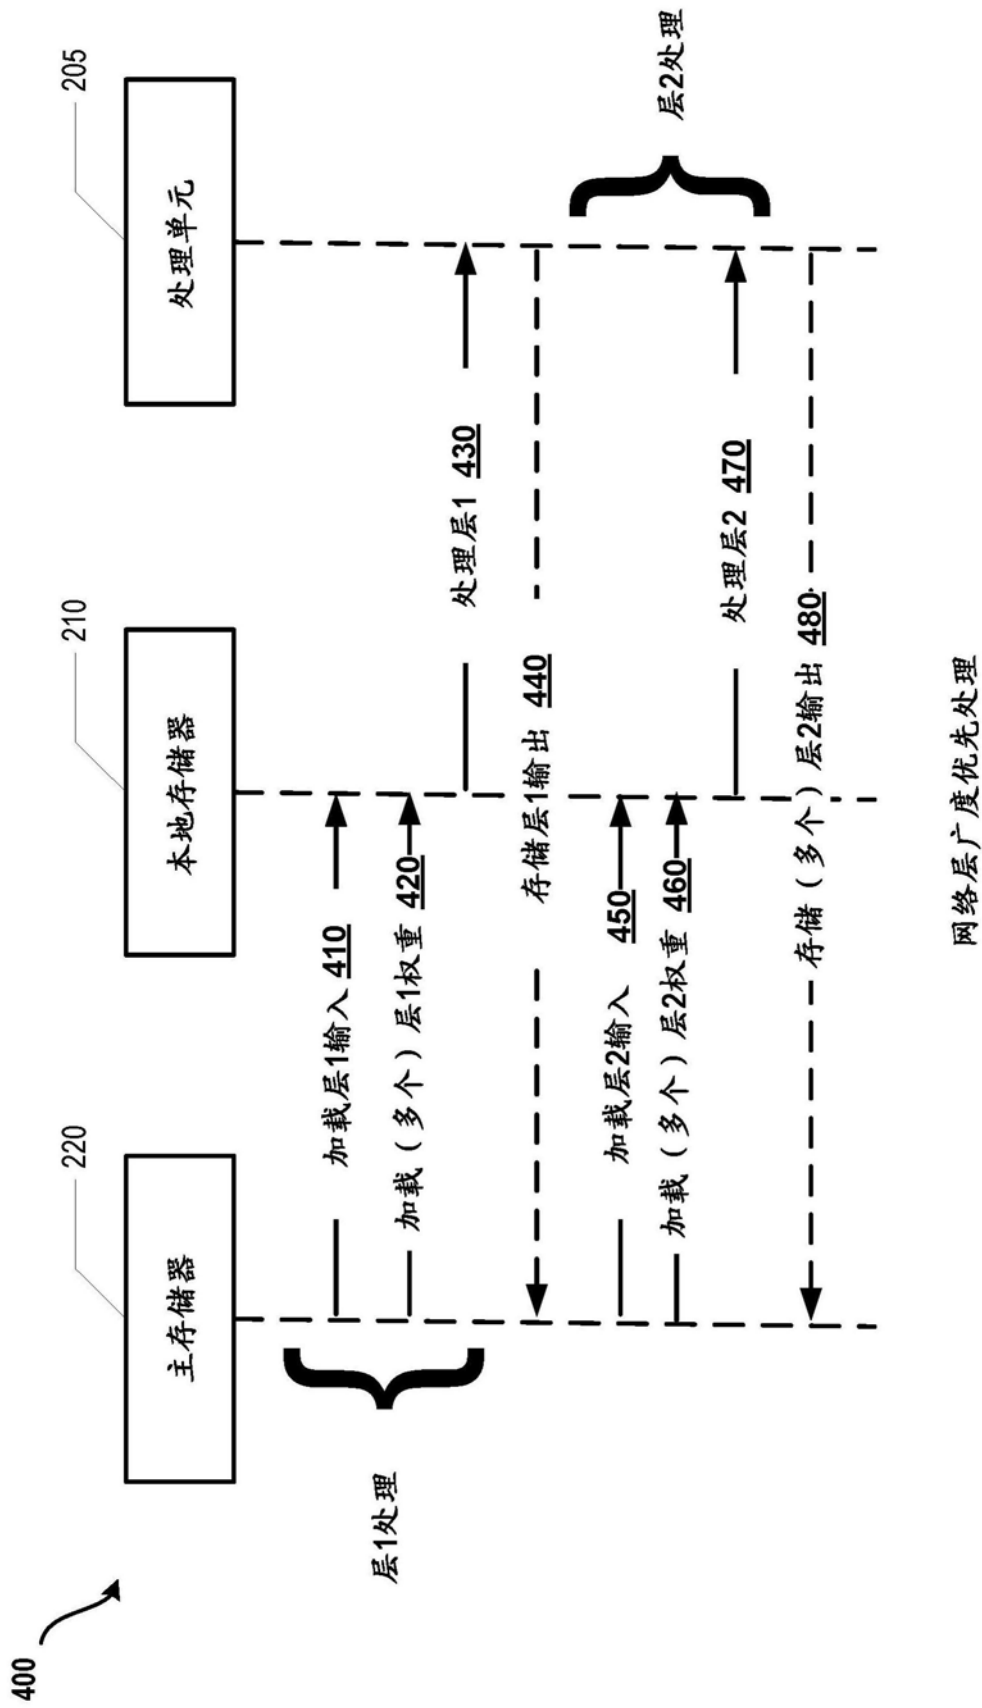 400
220
210
205
主存储器
本地存储器
处理单元
层1处理
加载层1输入 410
加载（多个）层1权重 420
处理层1 430
存储层1输出 440
层2处理
加载层2输入 450
加载（多个）层2权重 460
处理层2 470
存储（多个）层2输出 480
网络层广度优先处理